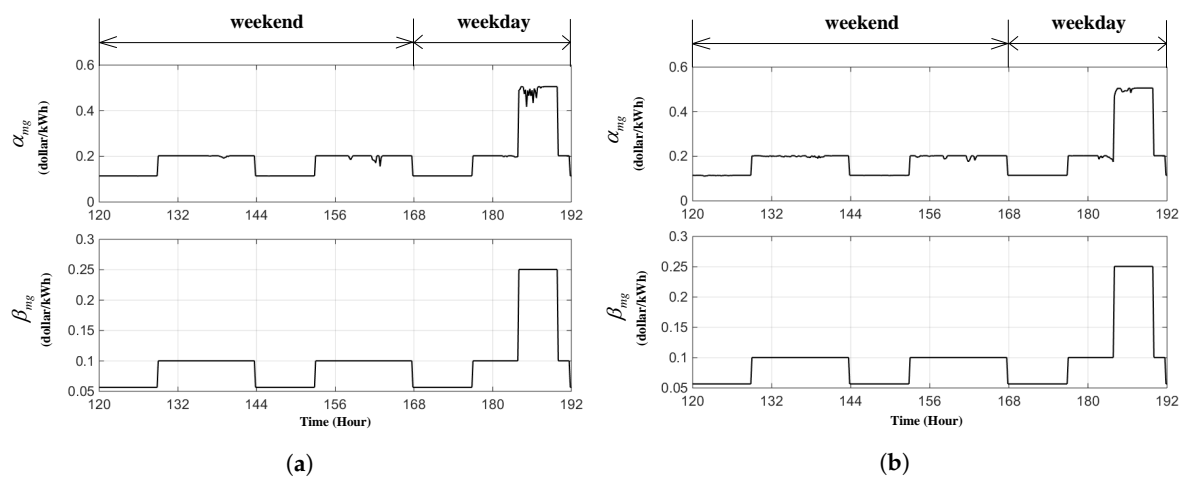 weekend weekday
0.6
0.4
0.2
0
α mg
(dollar/kWh)
120 132 144 156 168 180 192
0.3
0.25
0.2
0.15
0.1
0.05
β mg
(dollar/kWh)
120 132 144 156 168 180 192
Time (Hour)
(a)
weekend weekday
0.6
0.4
0.2
0
α mg
(dollar/kWh)
120 132 144 156 168 180 192
0.3
0.25
0.2
0.15
0.1
0.05
β mg
(dollar/kWh)
120 132 144 156 168 180 192
Time (Hour)
(b)